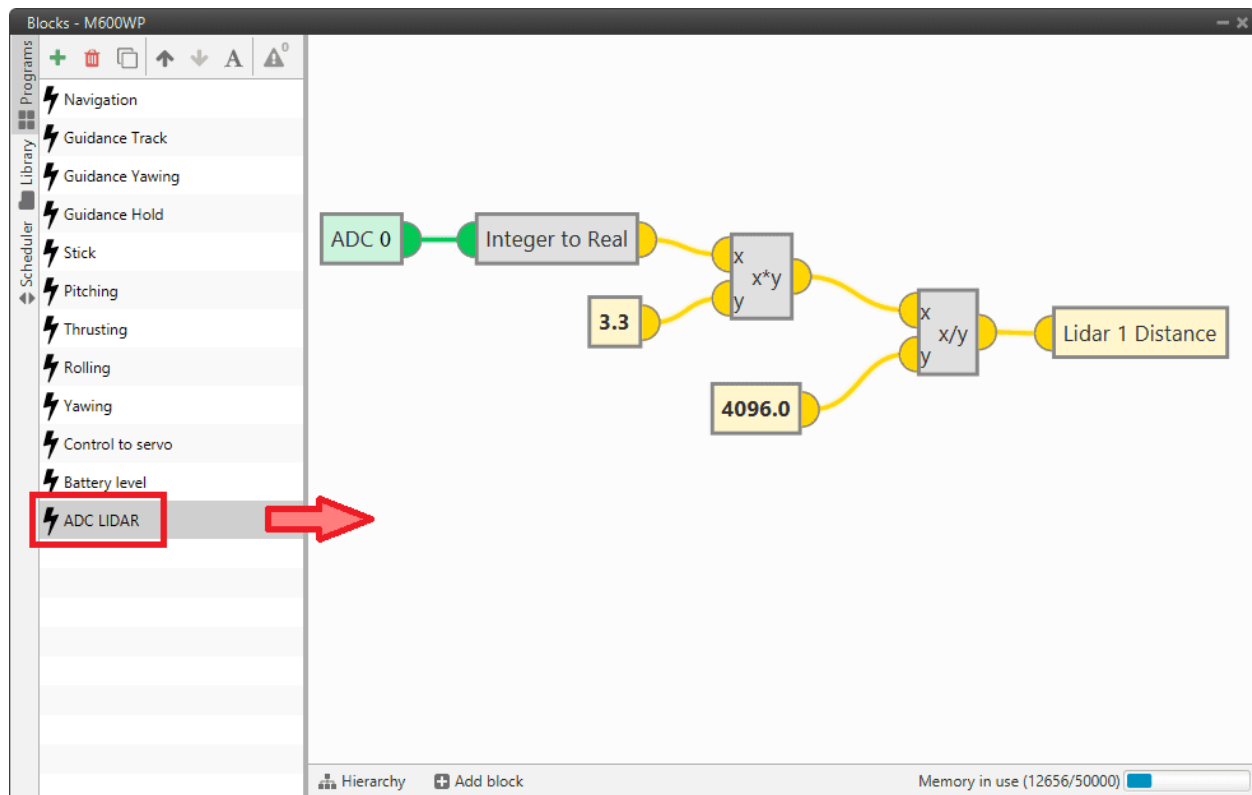 Blocks - M600WP
Programs
Library
Scheduler
A
0
Navigation
Guidance Track
Guidance Yawing
Guidance Hold
Stick
Pitching
Thrusting
Rolling
Yawing
Control to servo
Battery level
ADC LIDAR
ADC 0
Integer to Real
3.3
x
x*y
y
4096.0
x
x/y
y
Lidar 1 Distance
Hierarchy
Add block
Memory in use (12656/50000)